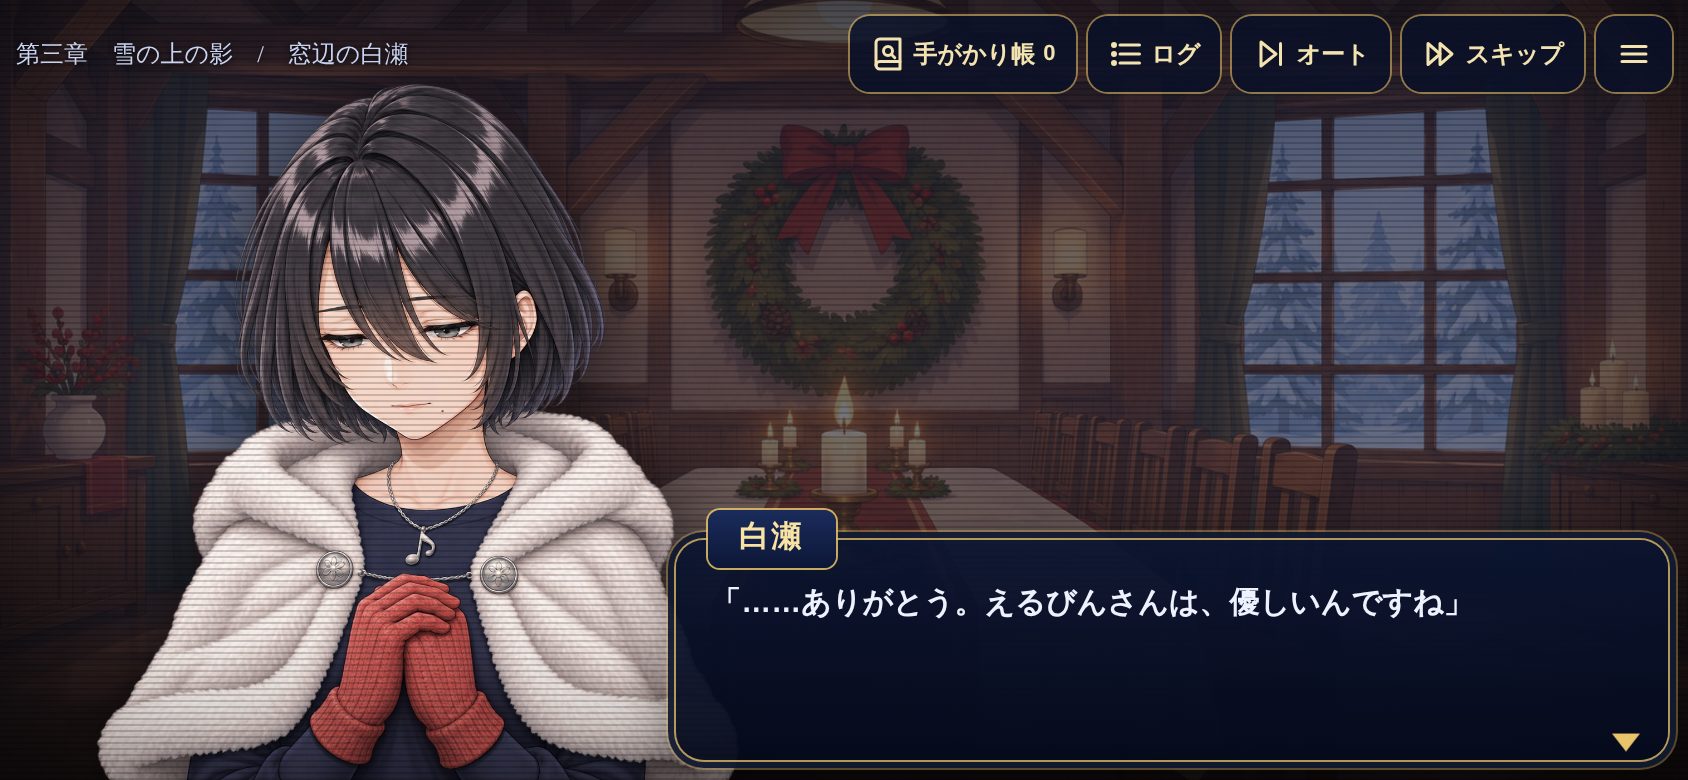 第三章　雪の上の影　/　窓辺の白瀬
手がかり帳 0
ログ
オート
スキップ
白瀬
「……ありがとう。えるびんさんは、優しいんですね」